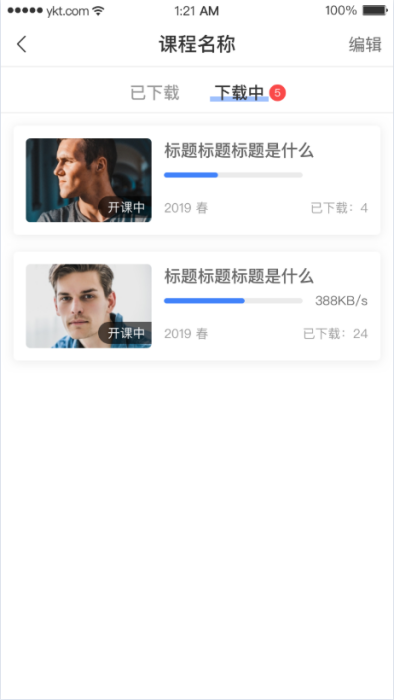 ykt.com 1:21 AM 100%
课程名称 编辑
已下载 下载中 5
标题标题标题是什么
开课中
2019 春 已下载：4
标题标题标题是什么
388KB/s
开课中
2019 春 已下载：24